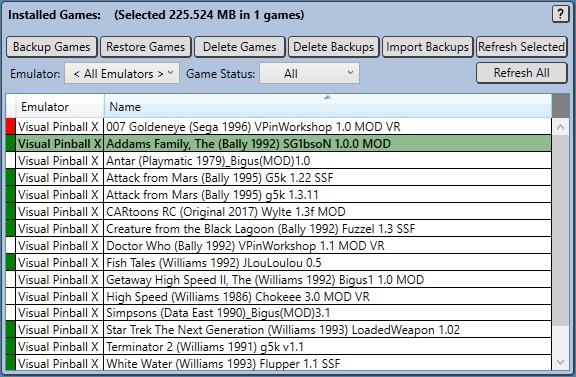 Installed Games: (Selected 225.524 MB in 1 games) ?
Backup Games Restore Games Delete Games Delete Backups Import Backups Refresh Selected
Emulator: < All Emulators > Game Status: All Refresh All
Emulator Name
Visual Pinball X 007 Goldeneye (Sega 1996) VPinWorkshop 1.0 MOD VR
Visual Pinball X Addams Family, The (Bally 1992) SG1bsoN 1.0.0 MOD
Visual Pinball X Antar (Playmatic 1979)_Bigus(MOD)1.0
Visual Pinball X Attack from Mars (Bally 1995) G5k 1.22 SSF
Visual Pinball X Attack from Mars (Bally 1995) g5k 1.3.11
Visual Pinball X CARtoons RC (Original 2017) Wylte 1.3f MOD
Visual Pinball X Creature from the Black Lagoon (Bally 1992) Fuzzel 1.3 SSF
Visual Pinball X Doctor Who (Bally 1992) VPinWorkshop 1.1 MOD VR
Visual Pinball X Fish Tales (Williams 1992) JLouLoulou 0.5
Visual Pinball X Getaway High Speed II, The (Williams 1992) Bigus1 1.0 MOD
Visual Pinball X High Speed (Williams 1986) Chokeee 3.0 MOD VR
Visual Pinball X Simpsons (Data East 1990)_Bigus(MOD)3.1
Visual Pinball X Star Trek The Next Generation (Williams 1993) LoadedWeapon 1.02
Visual Pinball X Terminator 2 (Williams 1991) g5k v1.1
Visual Pinball X White Water (Williams 1993) Flupper 1.1 SSF